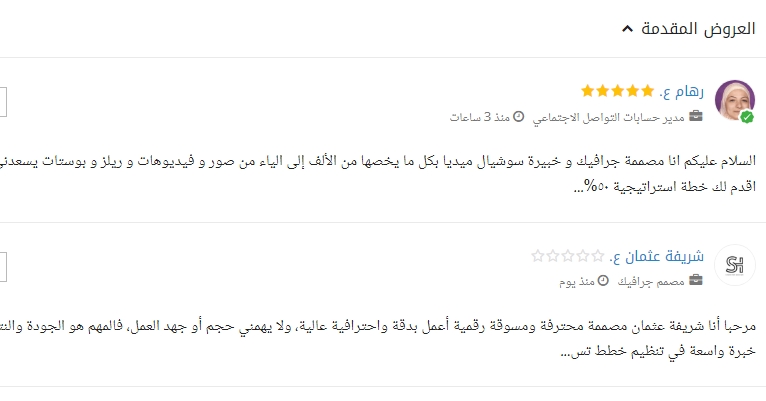 العروض المقدمة
رهام ع.
مدير حسابات التواصل الاجتماعي منذ 3 ساعات
السلام عليكم انا مصممة جرافيك و خبيرة سوشيال ميديا بكل ما يخصها من الألف إلى الياء من صور و فيديوهات و ريلز و بوستات
اقدم لك خطة استراتيجية ٥٠%...
شريفة عثمان ع.
SH
مصمم جرافيك منذ يوم
مرحبا أنا شريفة عثمان مصممة محترفة ومسوقة رقمية أعمل بدقة واحترافية عالية، ولا يهمني حجم أو جهد العمل، فالمهم هو الجودة
خبرة واسعة في تنظيم خطط تس...